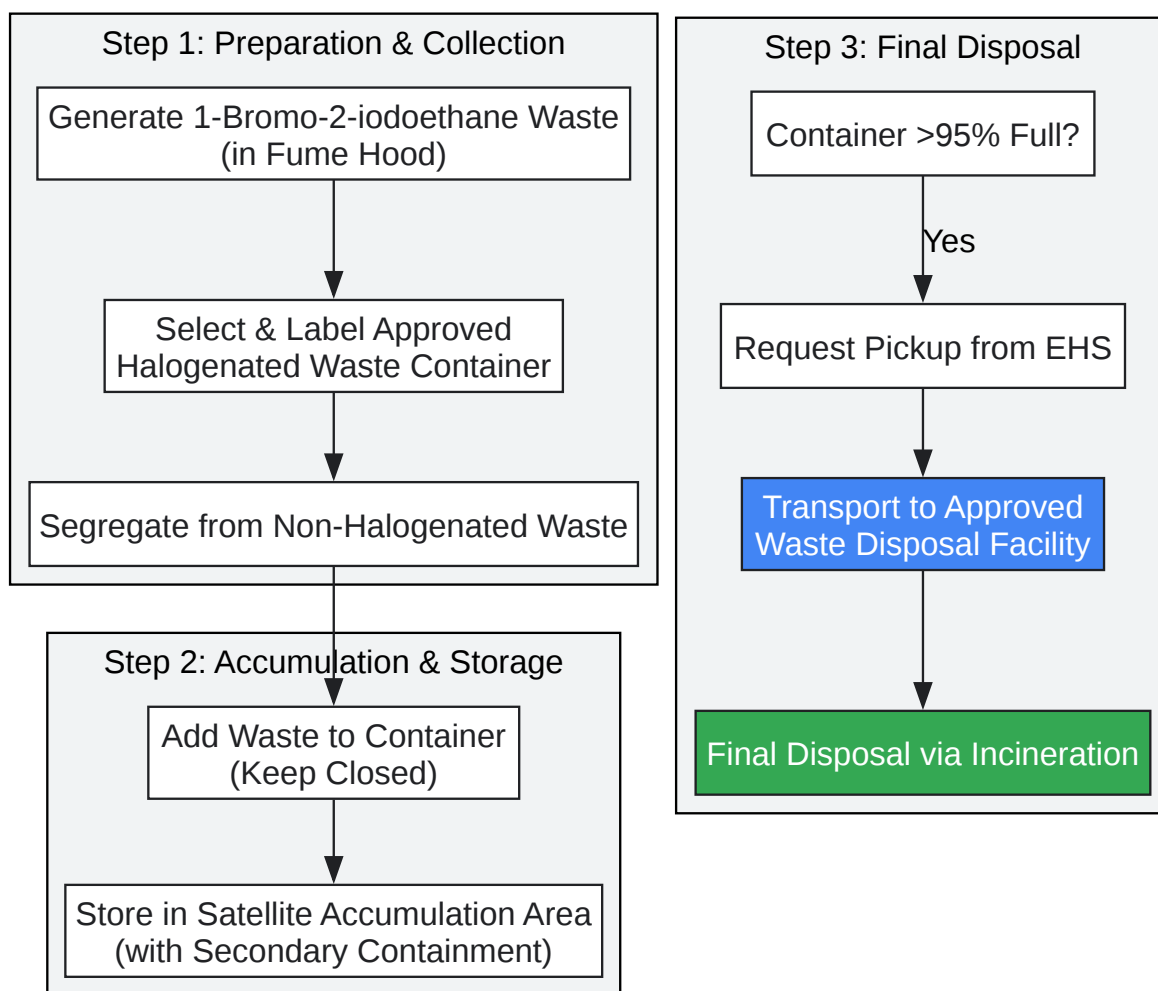 Step 1: Preparation & Collection
Generate 1-Bromo-2-iodoethane Waste
(in Fume Hood)
Select & Label Approved
Halogenated Waste Container
Segregate from Non-Halogenated Waste
Step 2: Accumulation & Storage
Add Waste to Container
(Keep Closed)
Store in Satellite Accumulation Area
(with Secondary Containment)
Step 3: Final Disposal
Container >95% Full?
Yes
Request Pickup from EHS
Transport to Approved
Waste Disposal Facility
Final Disposal via Incineration